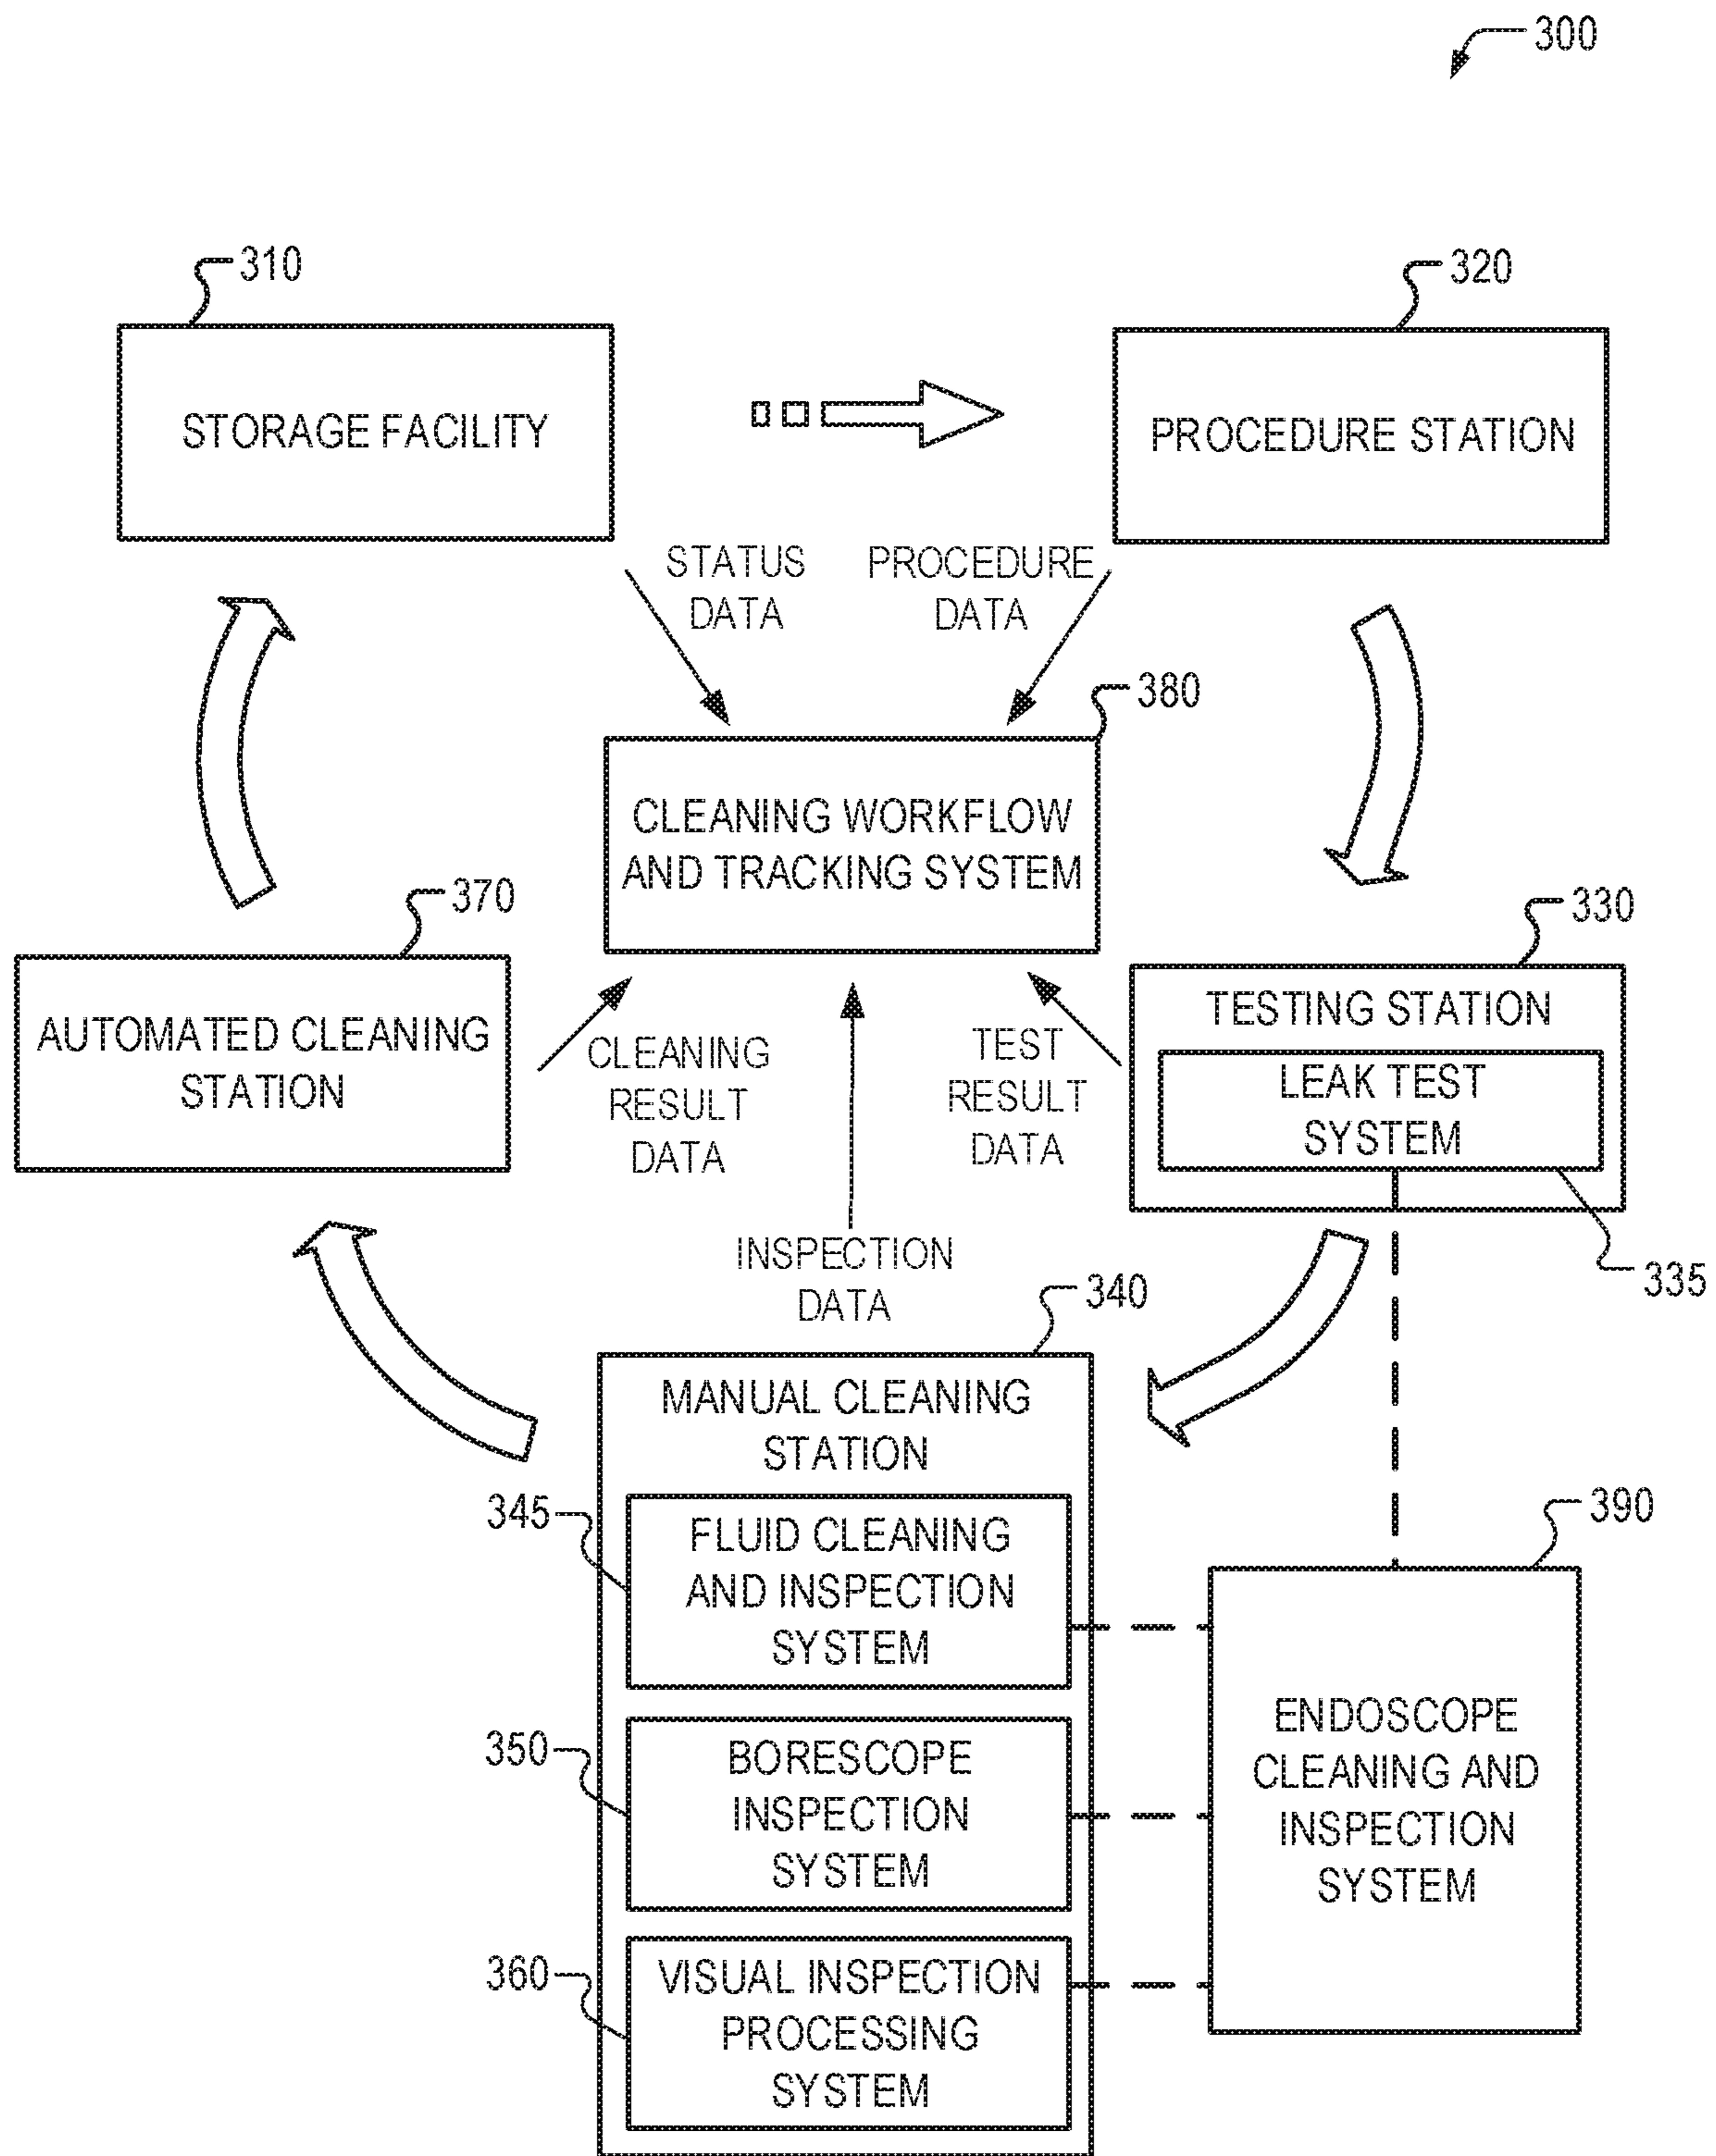 300
310
320
STORAGE FACILITY
PROCEDURE STATION
STATUS
DATA
PROCEDURE
DATA
380
CLEANING WORKFLOW
AND TRACKING SYSTEM
370
330
AUTOMATED CLEANING
STATION
CLEANING
RESULT
DATA
TEST
RESULT
DATA
TESTING STATION
LEAK TEST
SYSTEM
335
INSPECTION
DATA
340
MANUAL CLEANING
STATION
345
FLUID CLEANING
AND INSPECTION
SYSTEM
390
350
BORESCOPE
INSPECTION
SYSTEM
ENDOSCOPE
CLEANING AND
INSPECTION
SYSTEM
360
VISUAL INSPECTION
PROCESSING
SYSTEM